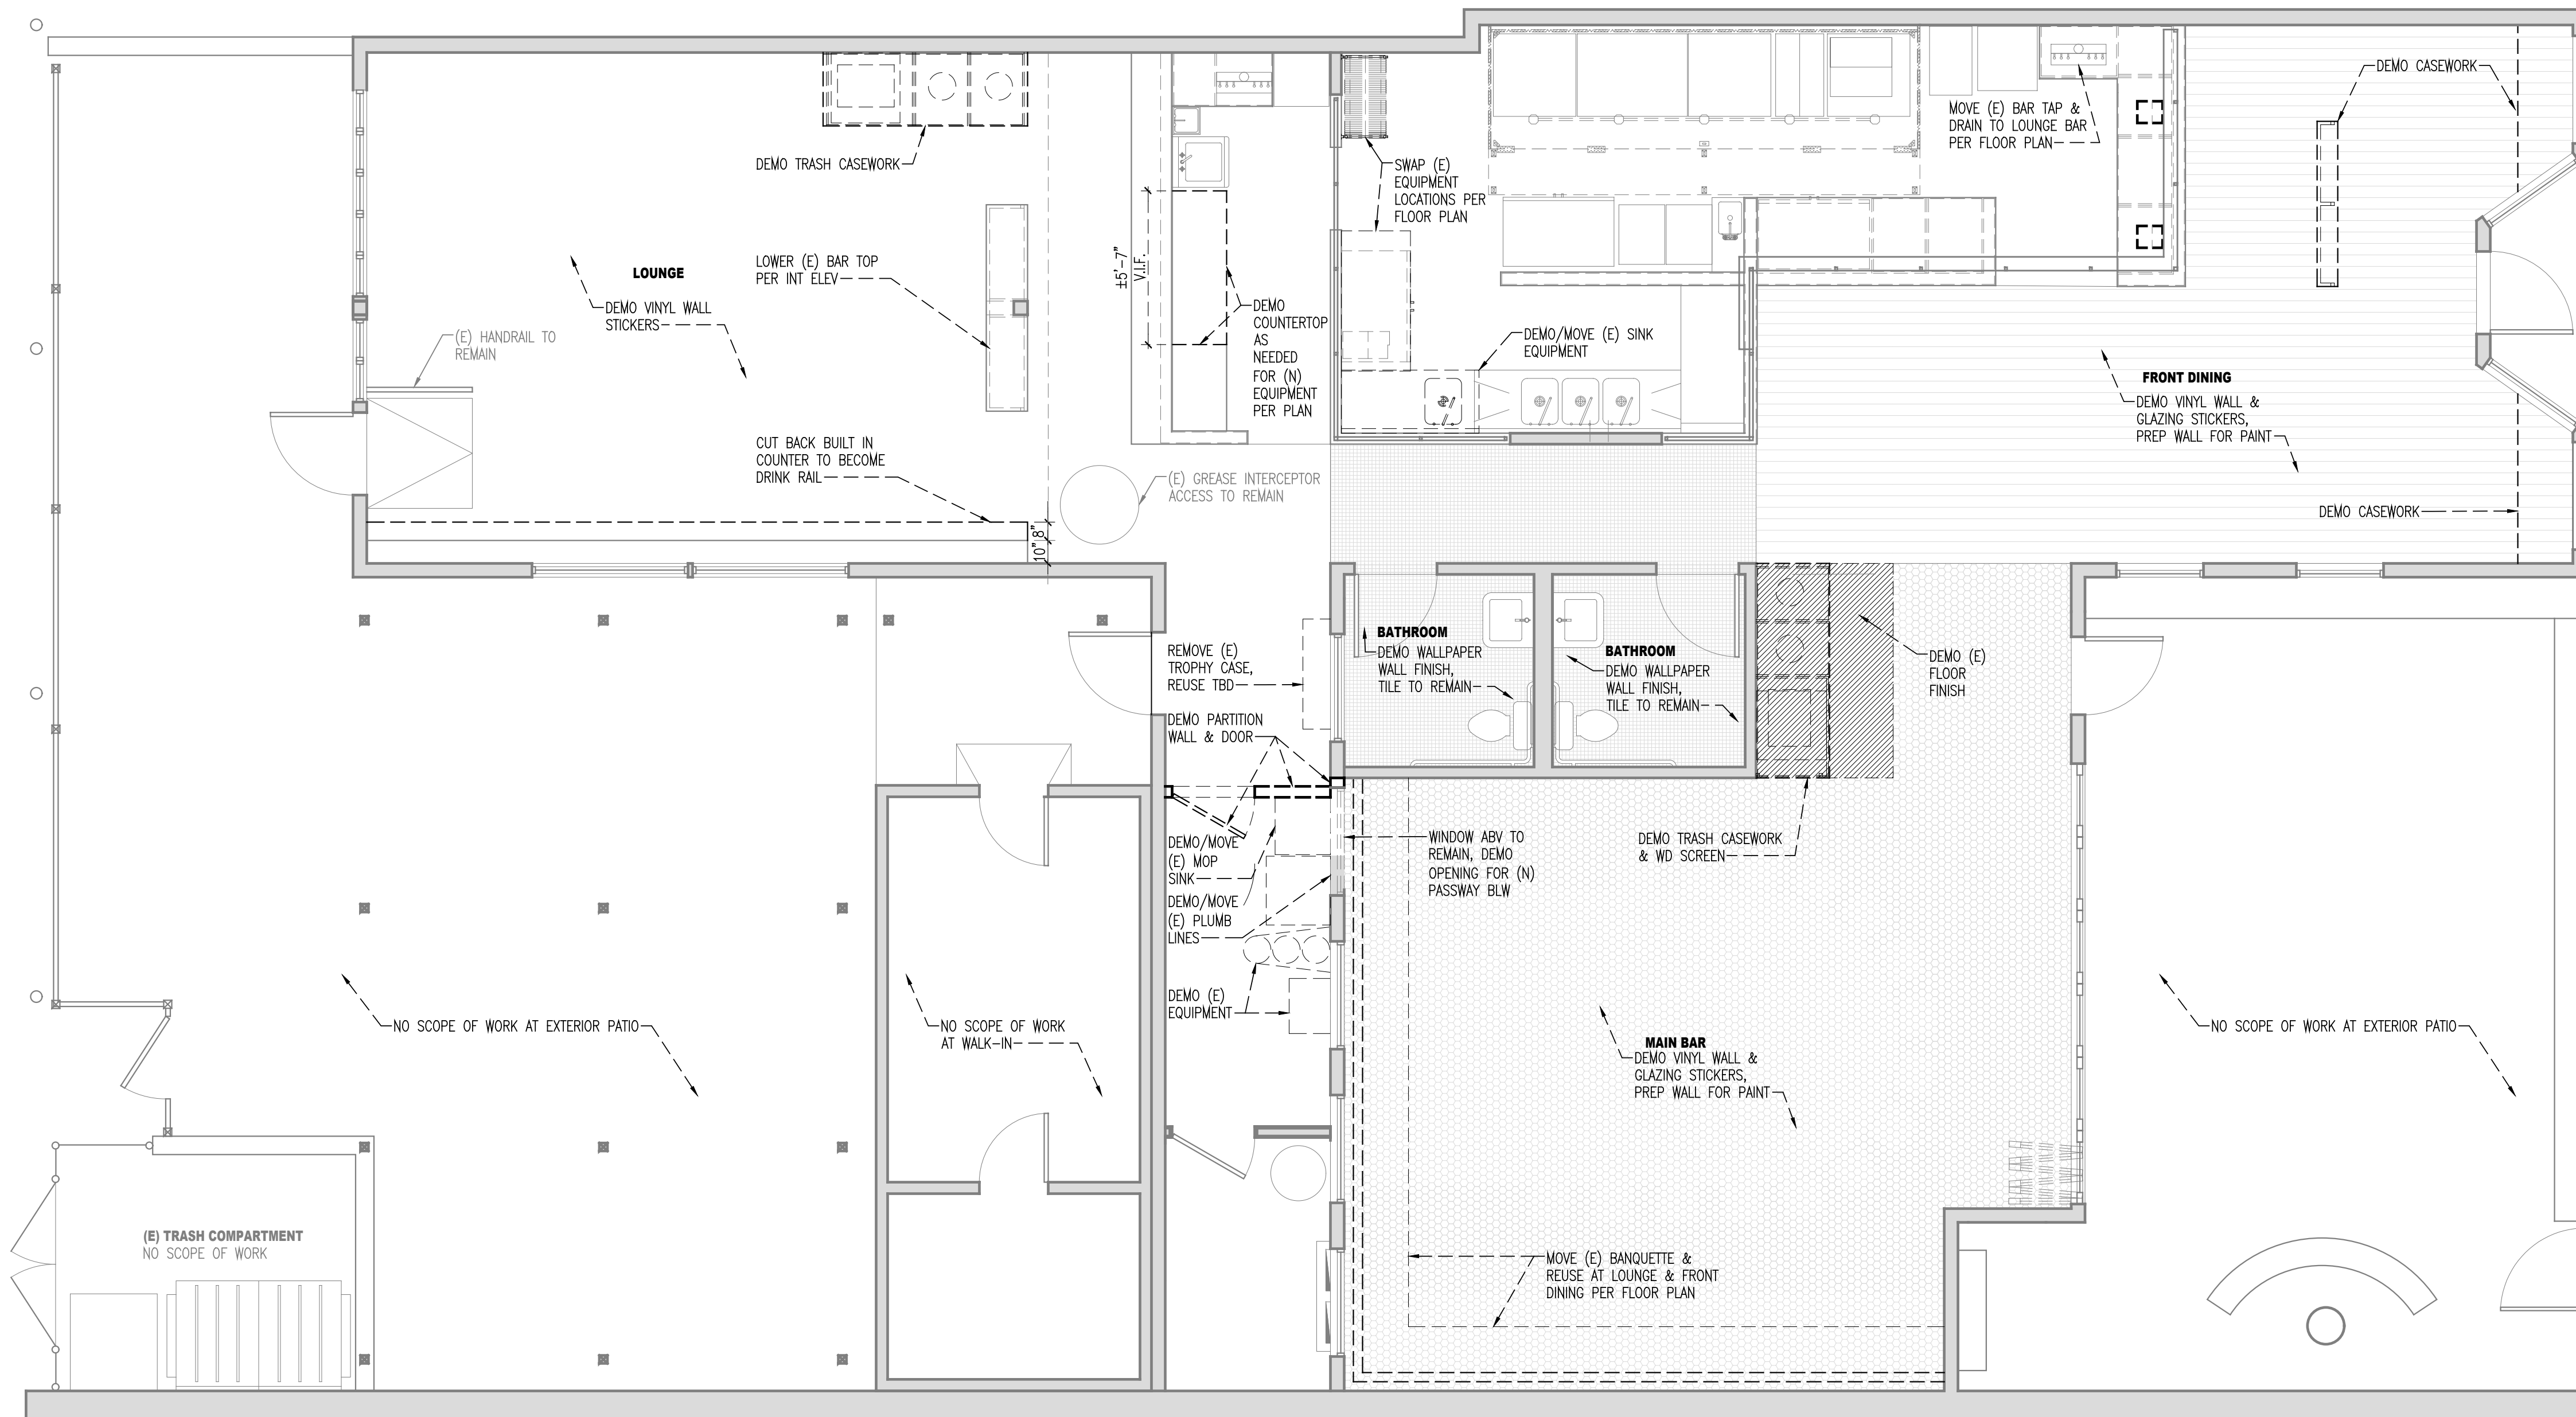 DEMO CASEWORK
MOVE (E) BAR TAP &
DRAIN TO LOUNGE BAR
PER FLOOR PLAN
DEMO TRASH CASEWORK
SWAP (E)
EQUIPMENT
LOCATIONS PER
FLOOR PLAN
LOUNGE
DEMO VINYL WALL
STICKERS
LOWER (E) BAR TOP
PER INT ELEV
±5'-7"
V.I.F.
DEMO
COUNTERTOP
AS
NEEDED
FOR (N)
EQUIPMENT
PER PLAN
(E) HANDRAIL TO
REMAIN
DEMO/MOVE (E) SINK
EQUIPMENT
FRONT DINING
DEMO VINYL WALL &
GLAZING STICKERS,
PREP WALL FOR PAINT
CUT BACK BUILT IN
COUNTER TO BECOME
DRINK RAIL
(E) GREASE INTERCEPTOR
ACCESS TO REMAIN
8"
10"
DEMO CASEWORK
REMOVE (E)
TROPHY CASE,
REUSE TBD
BATHROOM
DEMO WALLPAPER
WALL FINISH,
TILE TO REMAIN
BATHROOM
DEMO WALLPAPER
WALL FINISH,
TILE TO REMAIN
DEMO (E)
FLOOR
FINISH
DEMO PARTITION
WALL & DOOR
DEMO/MOVE
(E) MOP
SINK
DEMO/MOVE
(E) PLUMB
LINES
WINDOW ABV TO
REMAIN, DEMO
OPENING FOR (N)
PASSWAY BLW
DEMO TRASH CASEWORK
& WD SCREEN
DEMO (E)
EQUIPMENT
NO SCOPE OF WORK AT EXTERIOR PATIO
NO SCOPE OF WORK
AT WALK-IN
MAIN BAR
DEMO VINYL WALL &
GLAZING STICKERS,
PREP WALL FOR PAINT
NO SCOPE OF WORK AT EXTERIOR PATIO
(E) TRASH COMPARTMENT
NO SCOPE OF WORK
MOVE (E) BANQUETTE &
REUSE AT LOUNGE & FRONT
DINING PER FLOOR PLAN